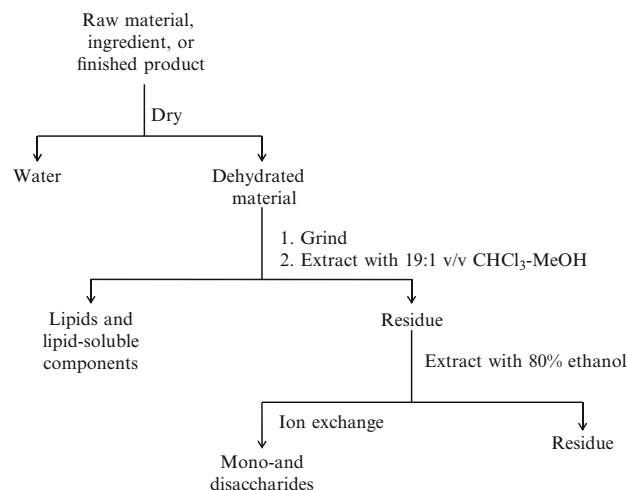 Raw material,
ingredient, or
finished product
Dry
Water
Dehydrated
material
1. Grind
2. Extract with 19:1 v/v CHCl₃-MeOH
Lipids and
lipid-soluble
components
Residue
Extract with 80% ethanol
Ion exchange
Mono-and
disaccharides
Residue